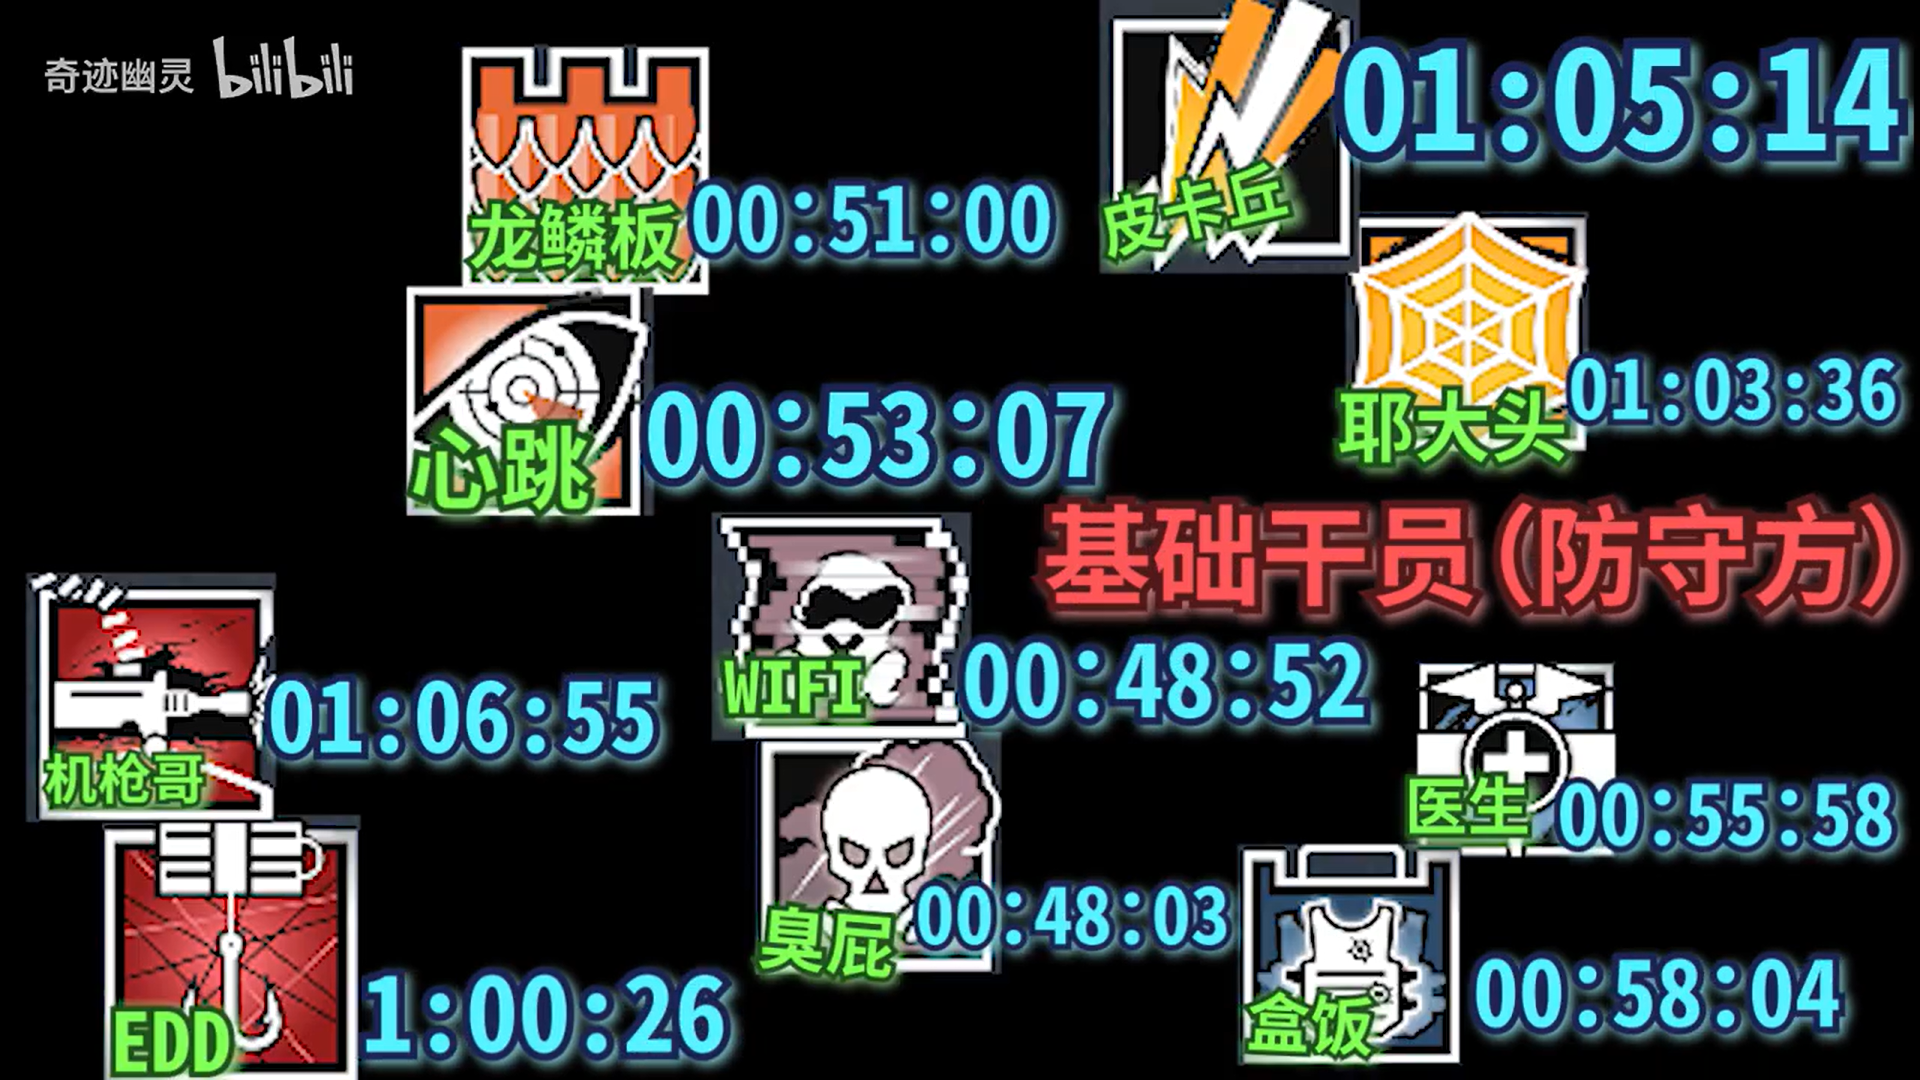 奇迹幽灵 bilibili
龙鳞板 00:51:00
皮卡丘 01:05:14
心跳 00:53:07
耶大头 01:03:36
基础干员(防守方)
机枪哥 01:06:55
WIFI 00:48:52
医生 00:55:58
臭屁 00:48:03
EDD 1:00:26
盒饭 00:58:04